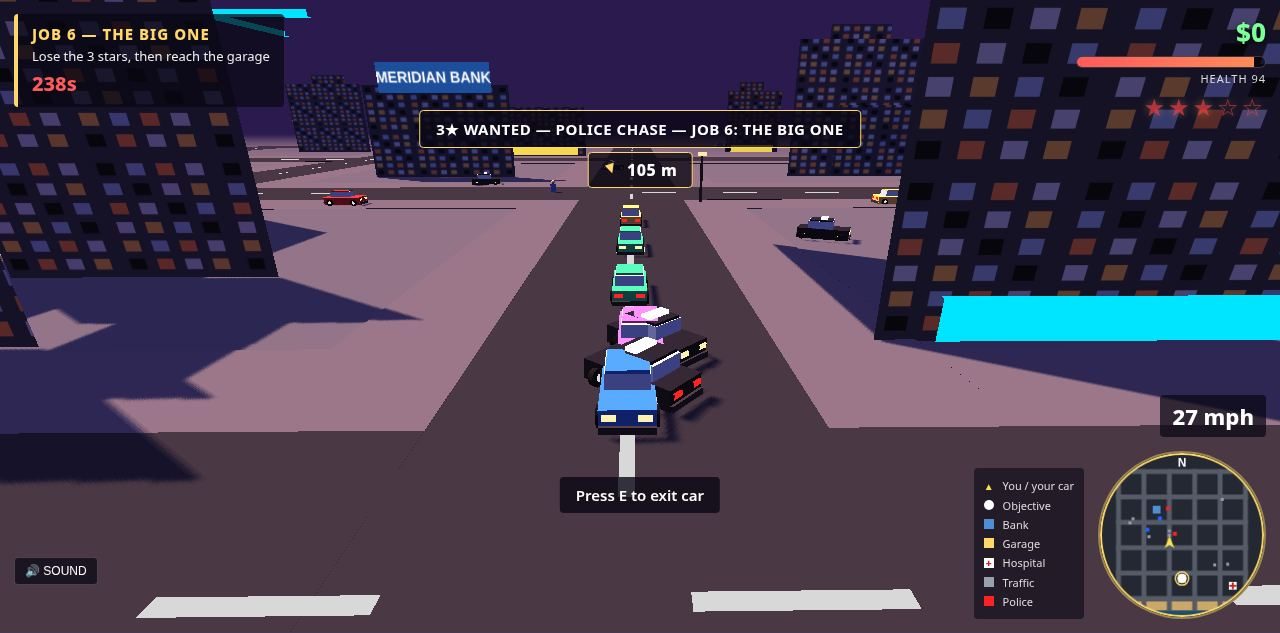 JOB 6 — THE BIG ONE
Lose the 3 stars, then reach the garage
238s
MERIDIAN BANK
$0
HEALTH 94
★★★☆☆
3★ WANTED — POLICE CHASE — JOB 6: THE BIG ONE
105 m
27 mph
Press E to exit car
🔊 SOUND
You / your car
Objective
Bank
Garage
Hospital
Traffic
Police
N